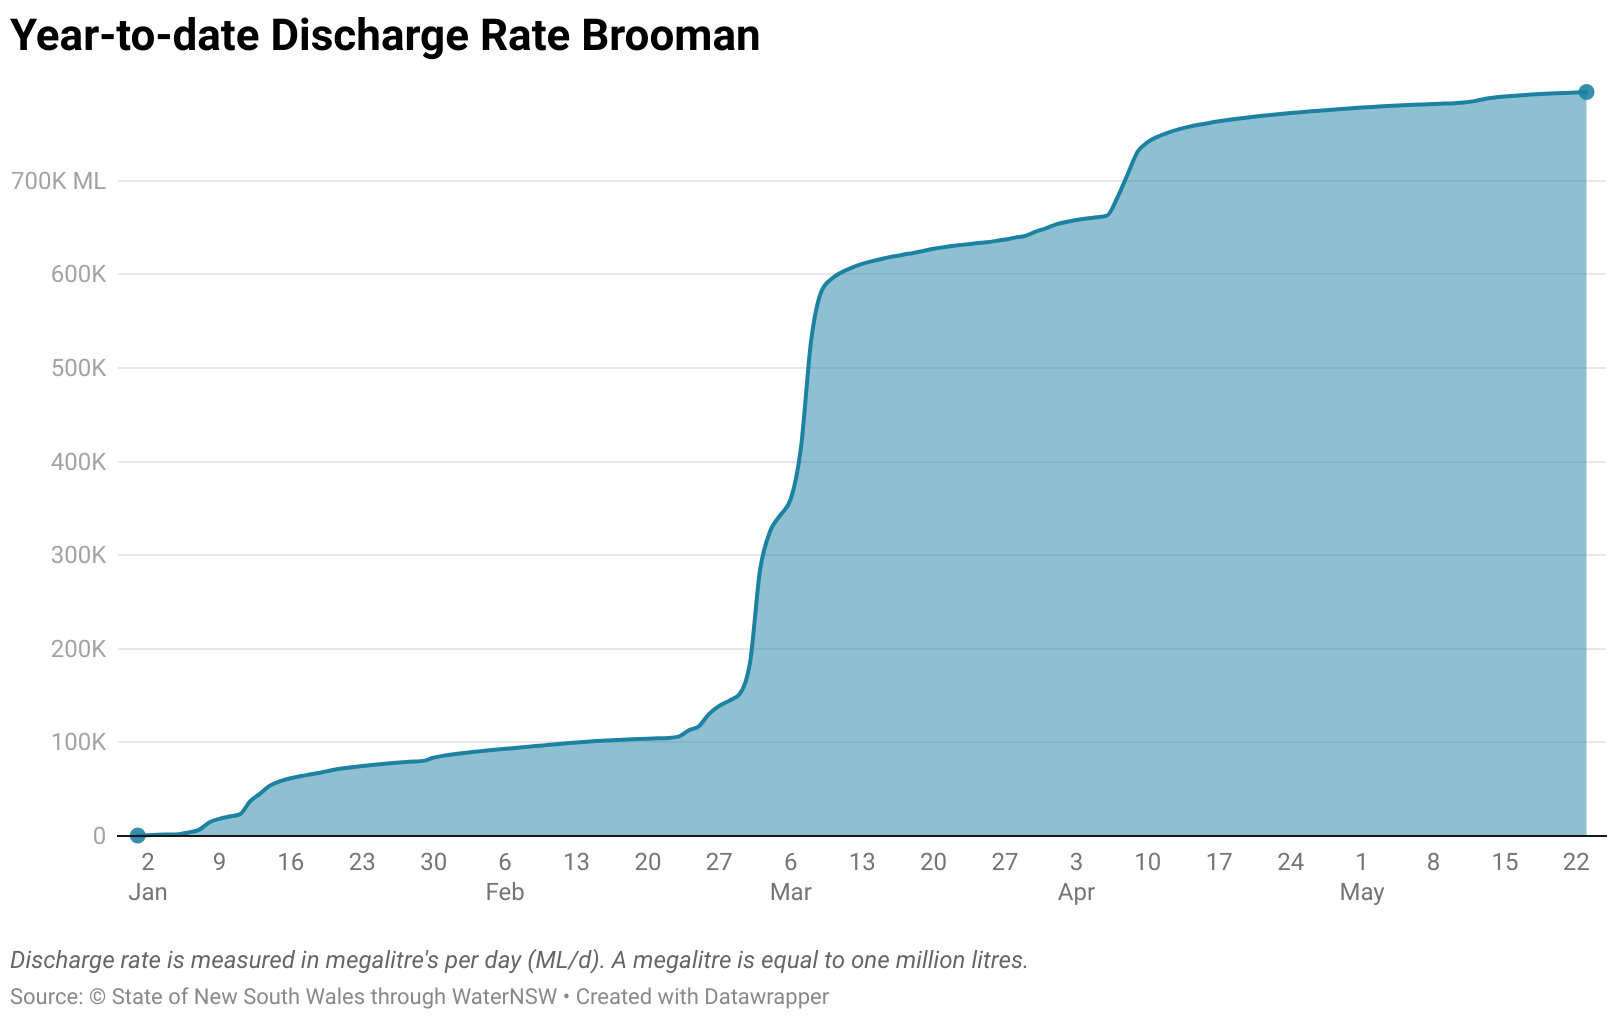 Year-to-date Discharge Rate Brooman
700K ML
600K
500K
400K
300K
200K
100K
0
2 9 16 23 30 6 13 20 27 6 13 20 27 3 10 17 24 1 8 15 22
Jan Feb Mar Apr May
Discharge rate is measured in megalitre's per day (ML/d). A megalitre is equal to one million litres.
Source: © State of New South Wales through WaterNSW • Created with Datawrapper